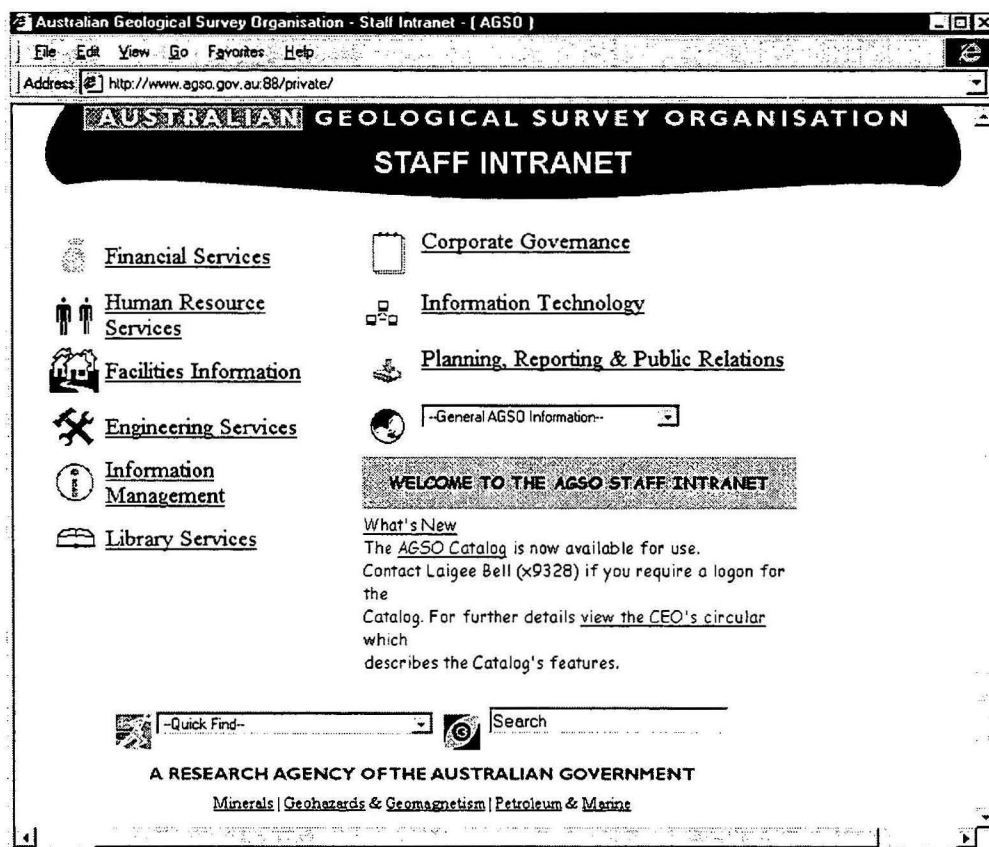 Australian Geological Survey Organisation - Staff Intranet - ( AGSO )
File Edit View Go Favorites Help
Address http://www.agso.gov.au:88/private/
AUSTRALIAN GEOLOGICAL SURVEY ORGANISATION
STAFF INTRANET
Financial Services
Human Resource
Services
Facilities Information
Engineering Services
Information
Management
Library Services
Corporate Governance
Information Technology
Planning, Reporting & Public Relations
--General AGSO Information--
WELCOME TO THE AGSO STAFF INTRANET
What's New
The AGSO Catalog is now available for use.
Contact Laigee Bell (x9328) if you require a logon for
the
Catalog. For further details view the CEO's circular
which
describes the Catalog's features.
--Quick Find--
Search
A RESEARCH AGENCY OF THE AUSTRALIAN GOVERNMENT
Minerals | Geohazards & Geomagnetism | Petroleum & Marine